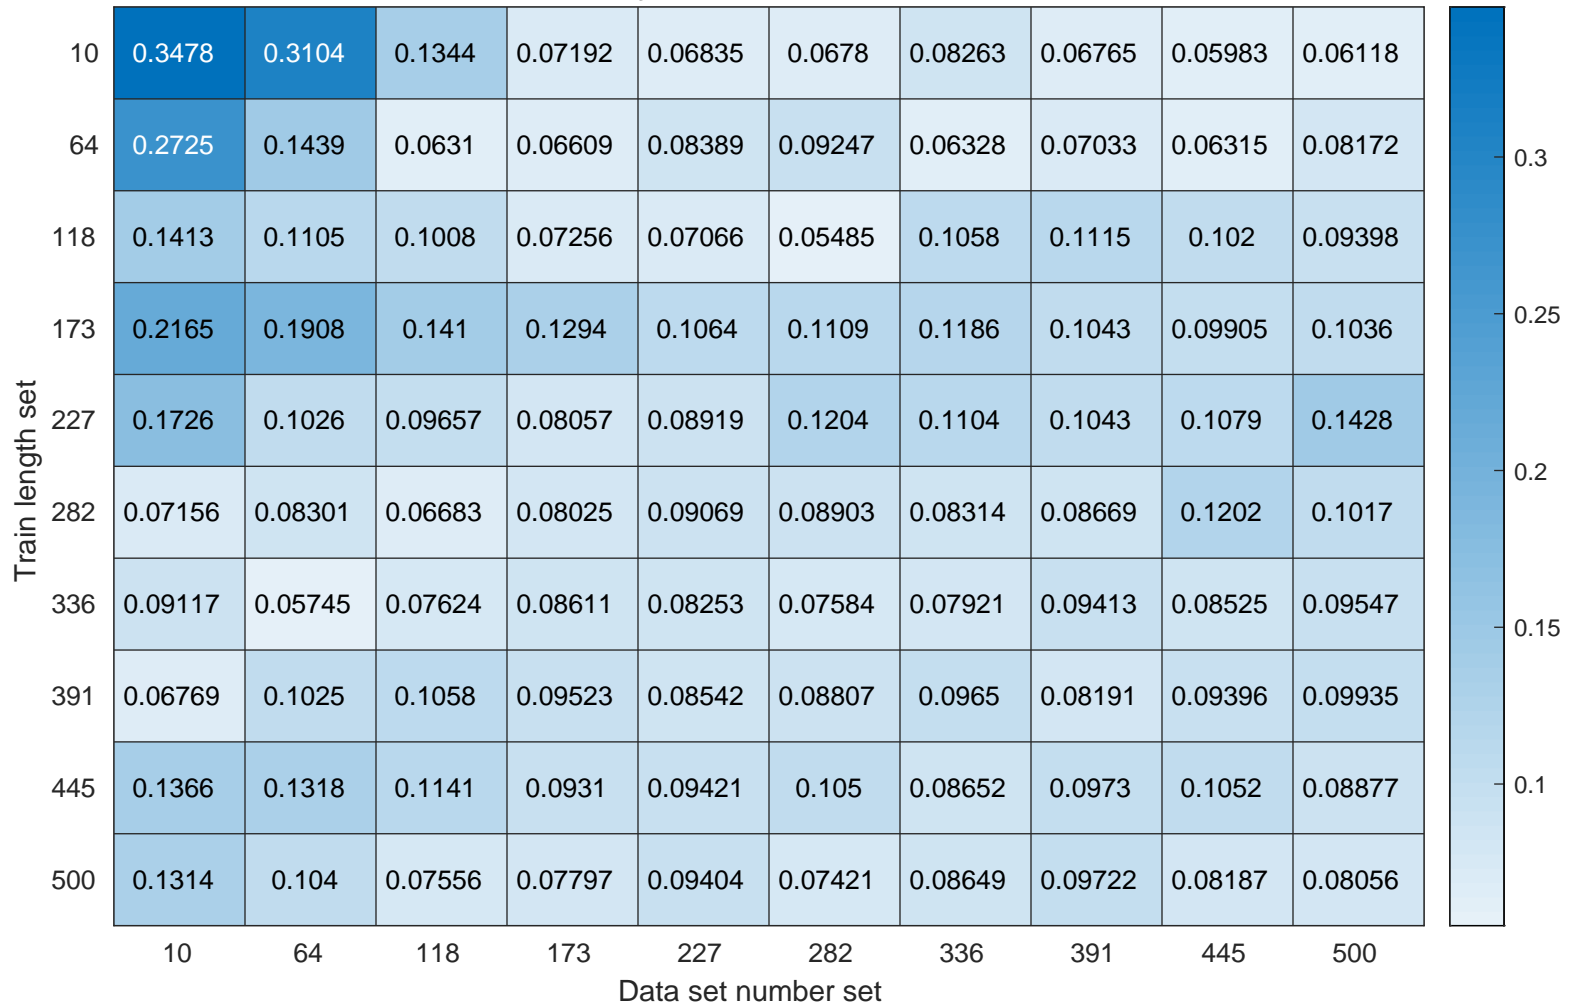 10 0.3478 0.3104 0.1344 0.07192 0.06835 0.0678 0.08263 0.06765 0.05983 0.06118
64 0.2725 0.1439 0.0631 0.06609 0.08389 0.09247 0.06328 0.07033 0.06315 0.08172
118 0.1413 0.1105 0.1008 0.07256 0.07066 0.05485 0.1058 0.1115 0.102 0.09398
173 0.2165 0.1908 0.141 0.1294 0.1064 0.1109 0.1186 0.1043 0.09905 0.1036
227 0.1726 0.1026 0.09657 0.08057 0.08919 0.1204 0.1104 0.1043 0.1079 0.1428
282 0.07156 0.08301 0.06683 0.08025 0.09069 0.08903 0.08314 0.08669 0.1202 0.1017
336 0.09117 0.05745 0.07624 0.08611 0.08253 0.07584 0.07921 0.09413 0.08525 0.09547
391 0.06769 0.1025 0.1058 0.09523 0.08542 0.08807 0.0965 0.08191 0.09396 0.09935
445 0.1366 0.1318 0.1141 0.0931 0.09421 0.105 0.08652 0.0973 0.1052 0.08877
500 0.1314 0.104 0.07556 0.07797 0.09404 0.07421 0.08649 0.09722 0.08187 0.08056
10 64 118 173 227 282 336 391 445 500
Data set number set
Train length set
0.3
0.25
0.2
0.15
0.1